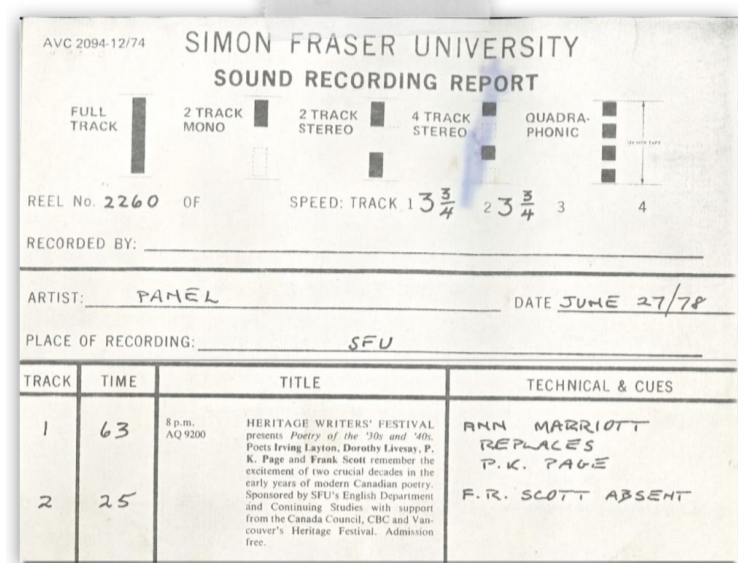 AVC 2094-12/74 SIMON FRASER UNIVERSITY
SOUND RECORDING REPORT
FULL TRACK
2 TRACK MONO
2 TRACK STEREO
4 TRACK STEREO
QUADRA-PHONIC
REEL No. 2260 OF SPEED: TRACK 1 3 3/4 2 3 3/4 3 4
RECORDED BY:
ARTIST: PANEL DATE JUNE 27/78
PLACE OF RECORDING: SFU
TRACK TIME TITLE TECHNICAL & CUES
1 63
8 p.m.
AQ 9200
HERITAGE WRITERS' FESTIVAL
presents Poetry of the '30s and '40s.
Poets Irving Layton, Dorothy Livesay, P.
K. Page and Frank Scott remember the
excitement of two crucial decades in the
early years of modern Canadian poetry.
Sponsored by SFU's English Department
and Continuing Studies with support
from the Canada Council, CBC and Van-
couver's Heritage Festival. Admission
free.
ANN MARRIOTT
REPLACES
P.K. PAGE
2 25
F.R. SCOTT ABSENT